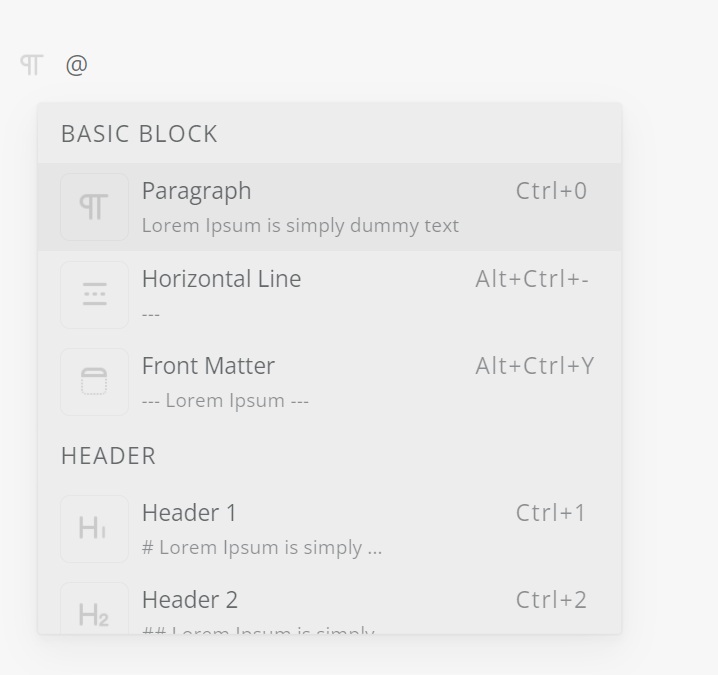 @
BASIC BLOCK
Paragraph Ctrl+0
Lorem Ipsum is simply dummy text
Horizontal Line Alt+Ctrl+-
---
Front Matter Alt+Ctrl+Y
--- Lorem Ipsum ---
HEADER
H1 Header 1 Ctrl+1
# Lorem Ipsum is simply ...
H2 Header 2 Ctrl+2
## Lorem Ipsum is simply